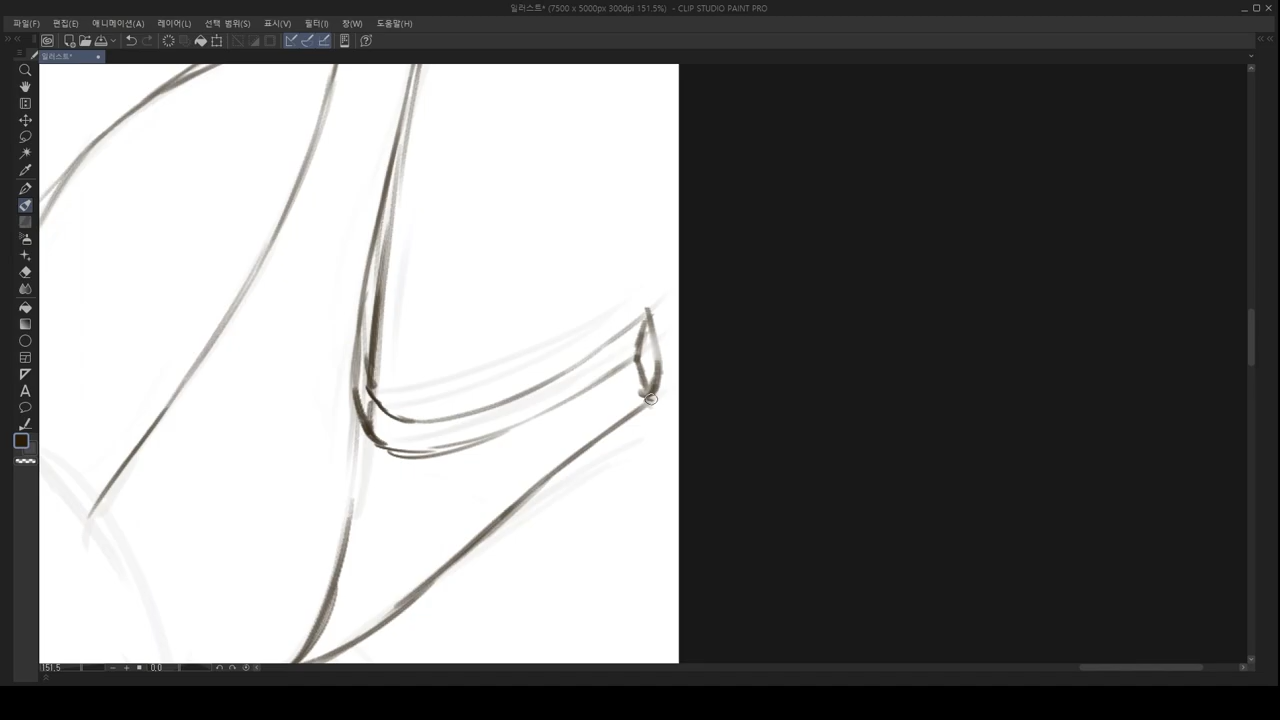 일러스트* (7500 x 5000px 300dpi 151.5%) - CLIP STUDIO PAINT PRO
파일(F) 편집(E) 애니메이션(A) 레이어(L) 선택 범위(S) 표시(V) 필터(I) 창(W) 도움말(H)
일러스트*
A
151.5 0.0